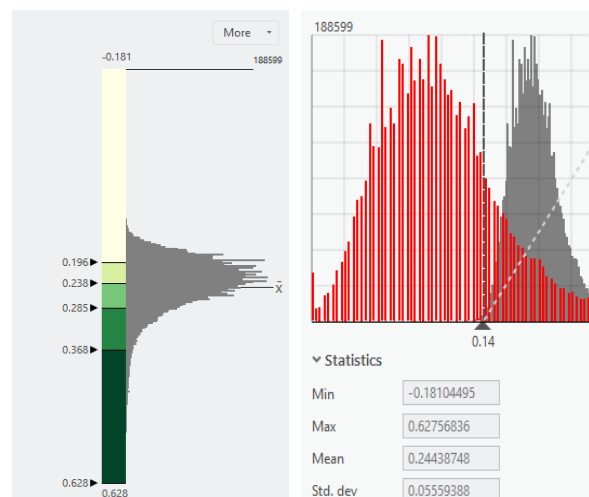 More
-0.181
188599
0.196
0.238
x̄
0.285
0.368
0.628
0.628
188599
0.14
Statistics
Min -0.18104495
Max 0.62756836
Mean 0.24438748
Std. dev 0.05559388